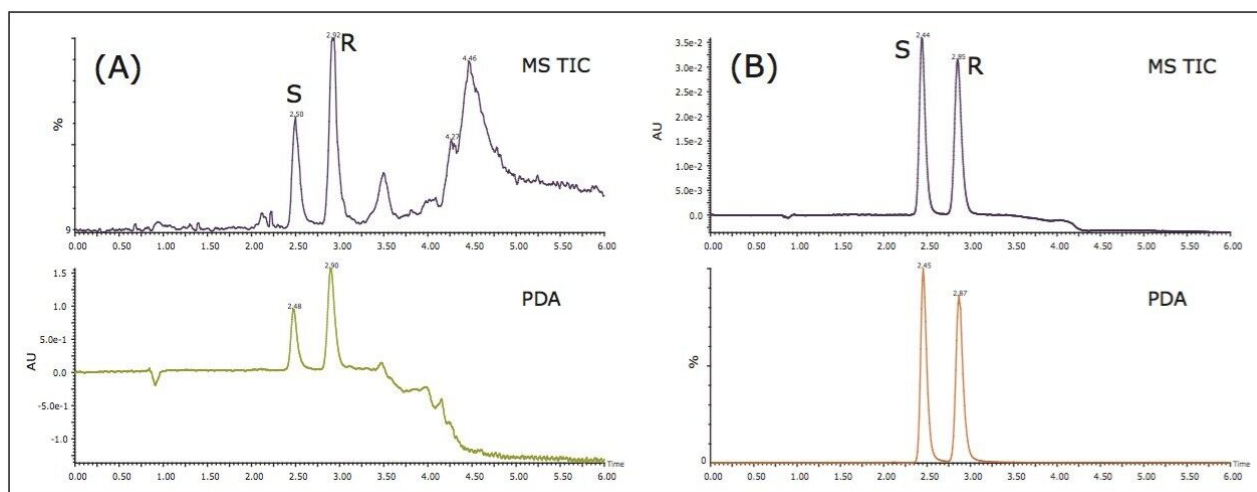 (A)
MS TIC
S
R
2.50
2.92
4.27
4.46
%
9
0.00 0.50 1.00 1.50 2.00 2.50 3.00 3.50 4.00 4.50 5.00 5.50 6.00
PDA
2.48
2.90
AU
1.5
1.0
5.0e-1
0.0
-5.0e-1
-1.0
0.00 0.50 1.00 1.50 2.00 2.50 3.00 3.50 4.00 4.50 5.00 5.50 6.00
Time
(B)
MS TIC
S
R
2.44
2.85
AU
3.5e-2
3.0e-2
2.5e-2
2.0e-2
1.5e-2
1.0e-2
5.0e-3
0.0
0.00 0.50 1.00 1.50 2.00 2.50 3.00 3.50 4.00 4.50 5.00 5.50 6.00
PDA
2.45
2.87
%
0
0.00 0.50 1.00 1.50 2.00 2.50 3.00 3.50 4.00 4.50 5.00 5.50 6.00
Time